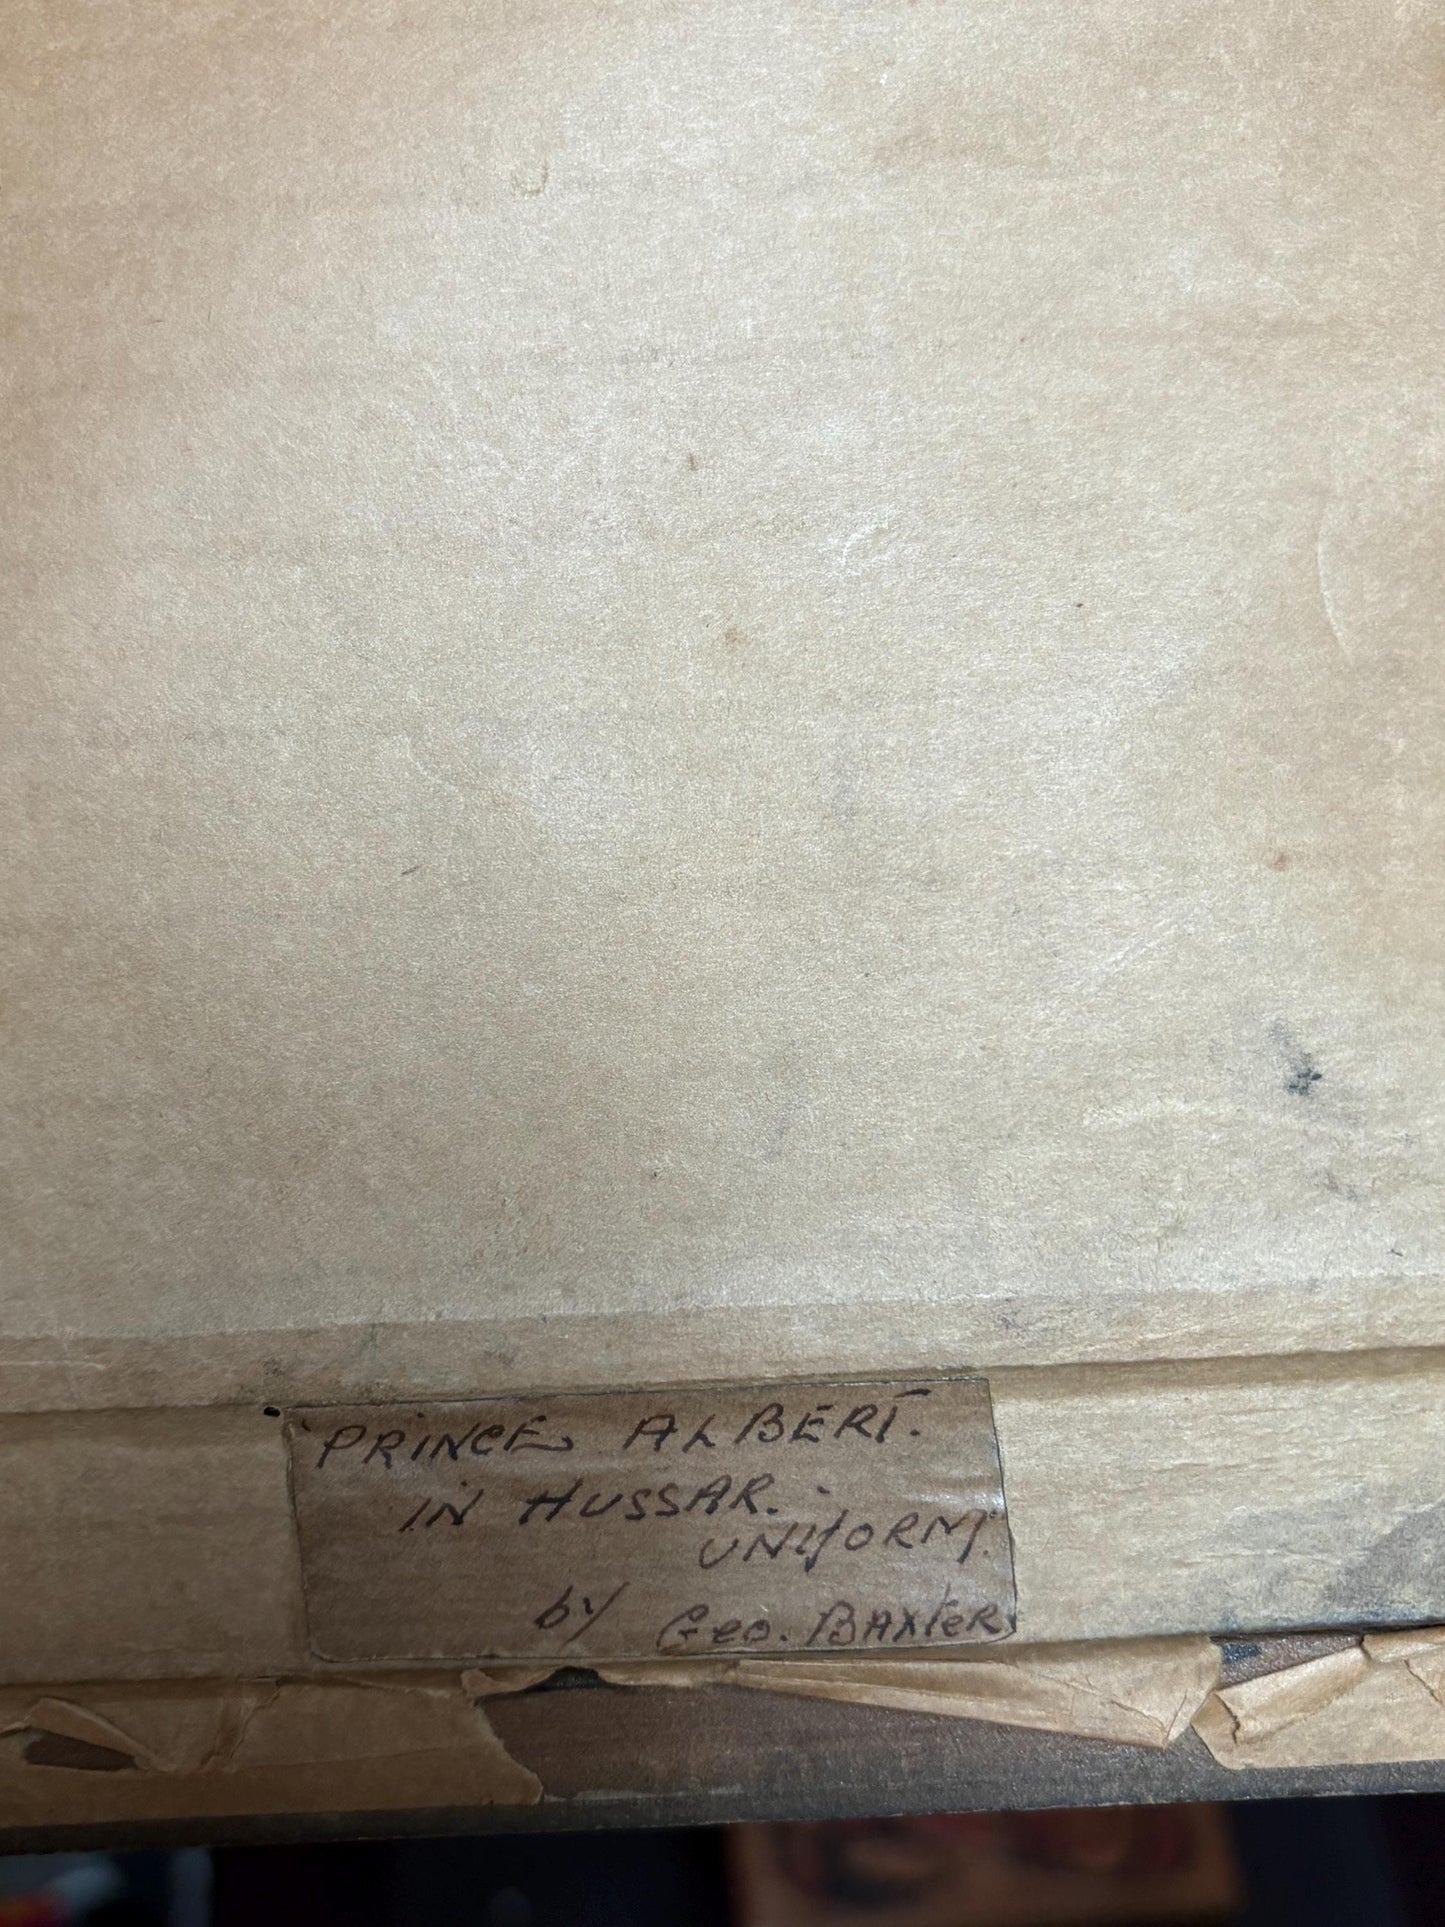 'PRINCE ALBERT.
IN HUSSAR.
UNIFORM.
by Geo. BAXTER